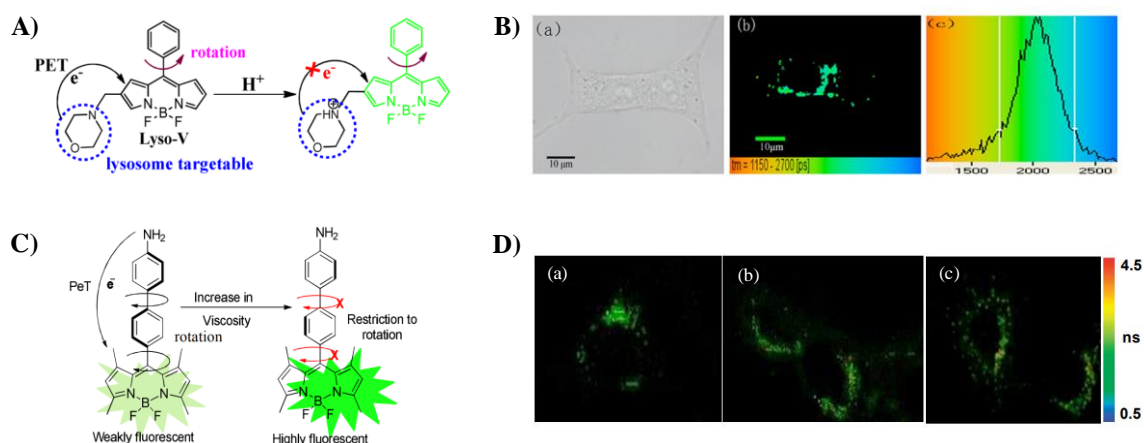 A)
PET
e-
rotation
H+
e-
N
N
B
F
F
N
O
Lyso-V
lysosome targetable
N
N
B
F
F
HN
+
O
B)
(a)
10 μm
(b)
10μm
tm = 1150 - 2700 [ps]
(c)
1500
2000
2500
C)
NH2
PeT
e-
rotation
N
N
B
F
F
Weakly fluorescent
Increase in
Viscosity
NH2
X
Restriction to
rotation
X
N
N
B
F
F
Highly fluorescent
D)
(a)
(b)
(c)
4.5
ns
0.5